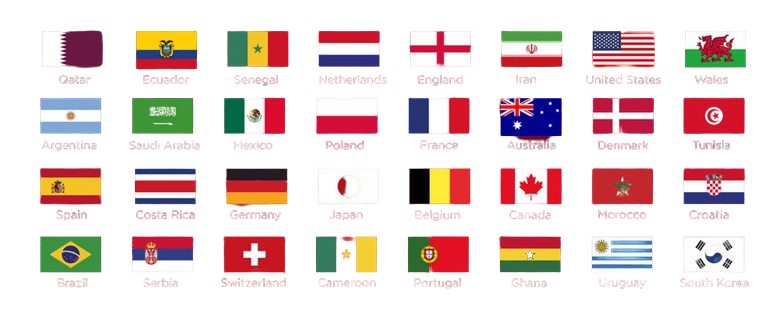 Qatar Ecuador Senegal Netherlands England Iran United States Wales
Argentina Saudi Arabia Mexico Poland France Australia Denmark Tunisia
Spain Costa Rica Germany Japan Belgium Canada Morocco Croatia
Brazil Serbia Switzerland Cameroon Portugal Ghana Uruguay South Korea